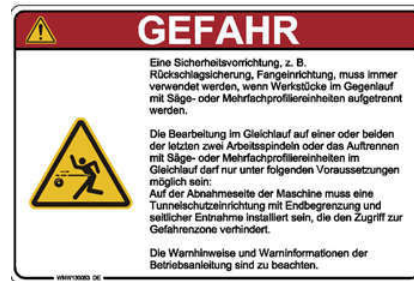 GEFAHR
Eine Sicherheitsvorrichtung, z. B.
Rückschlagsicherung, Fangeinrichtung, muss immer
verwendet werden, wenn Werkstücke im Gegenlauf
mit Säge- oder Mehrfachprofiliereinheiten aufgetrennt
werden.
Die Bearbeitung im Gleichlauf auf einer oder beiden
der letzten zwei Arbeitsspindeln oder das Auftrennen
mit Säge- oder Mehrfachprofiliereinheiten im
Gleichlauf darf nur unter folgenden Voraussetzungen
möglich sein:
Auf der Abnahmeseite der Maschine muss eine
Tunnelschutzeinrichtung mit Endbegrenzung und
seitlicher Entnahme installiert sein, die den Zugriff zur
Gefahrenzone verhindert.
Die Warnhinweise und Warninformationen der
Betriebsanleitung sind zu beachten.
DE